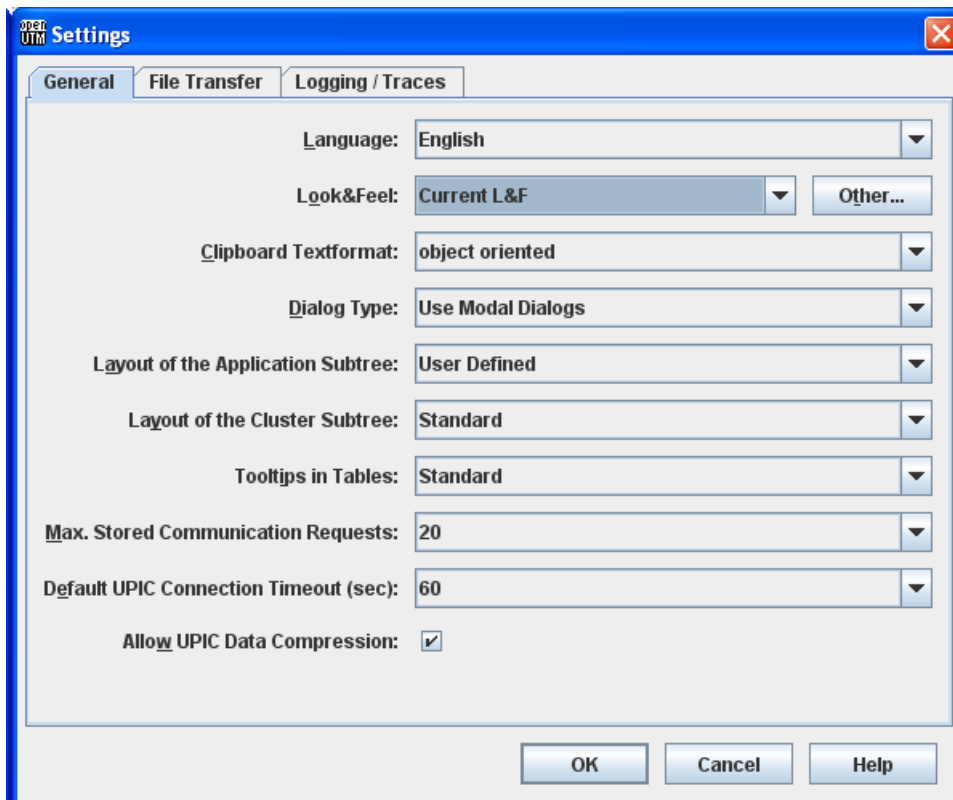 open
UTM Settings
General File Transfer Logging / Traces
Language: English
Look&Feel: Current L&F Other...
Clipboard Textformat: object oriented
Dialog Type: Use Modal Dialogs
Layout of the Application Subtree: User Defined
Layout of the Cluster Subtree: Standard
Tooltips in Tables: Standard
Max. Stored Communication Requests: 20
Default UPIC Connection Timeout (sec): 60
Allow UPIC Data Compression:
OK Cancel Help